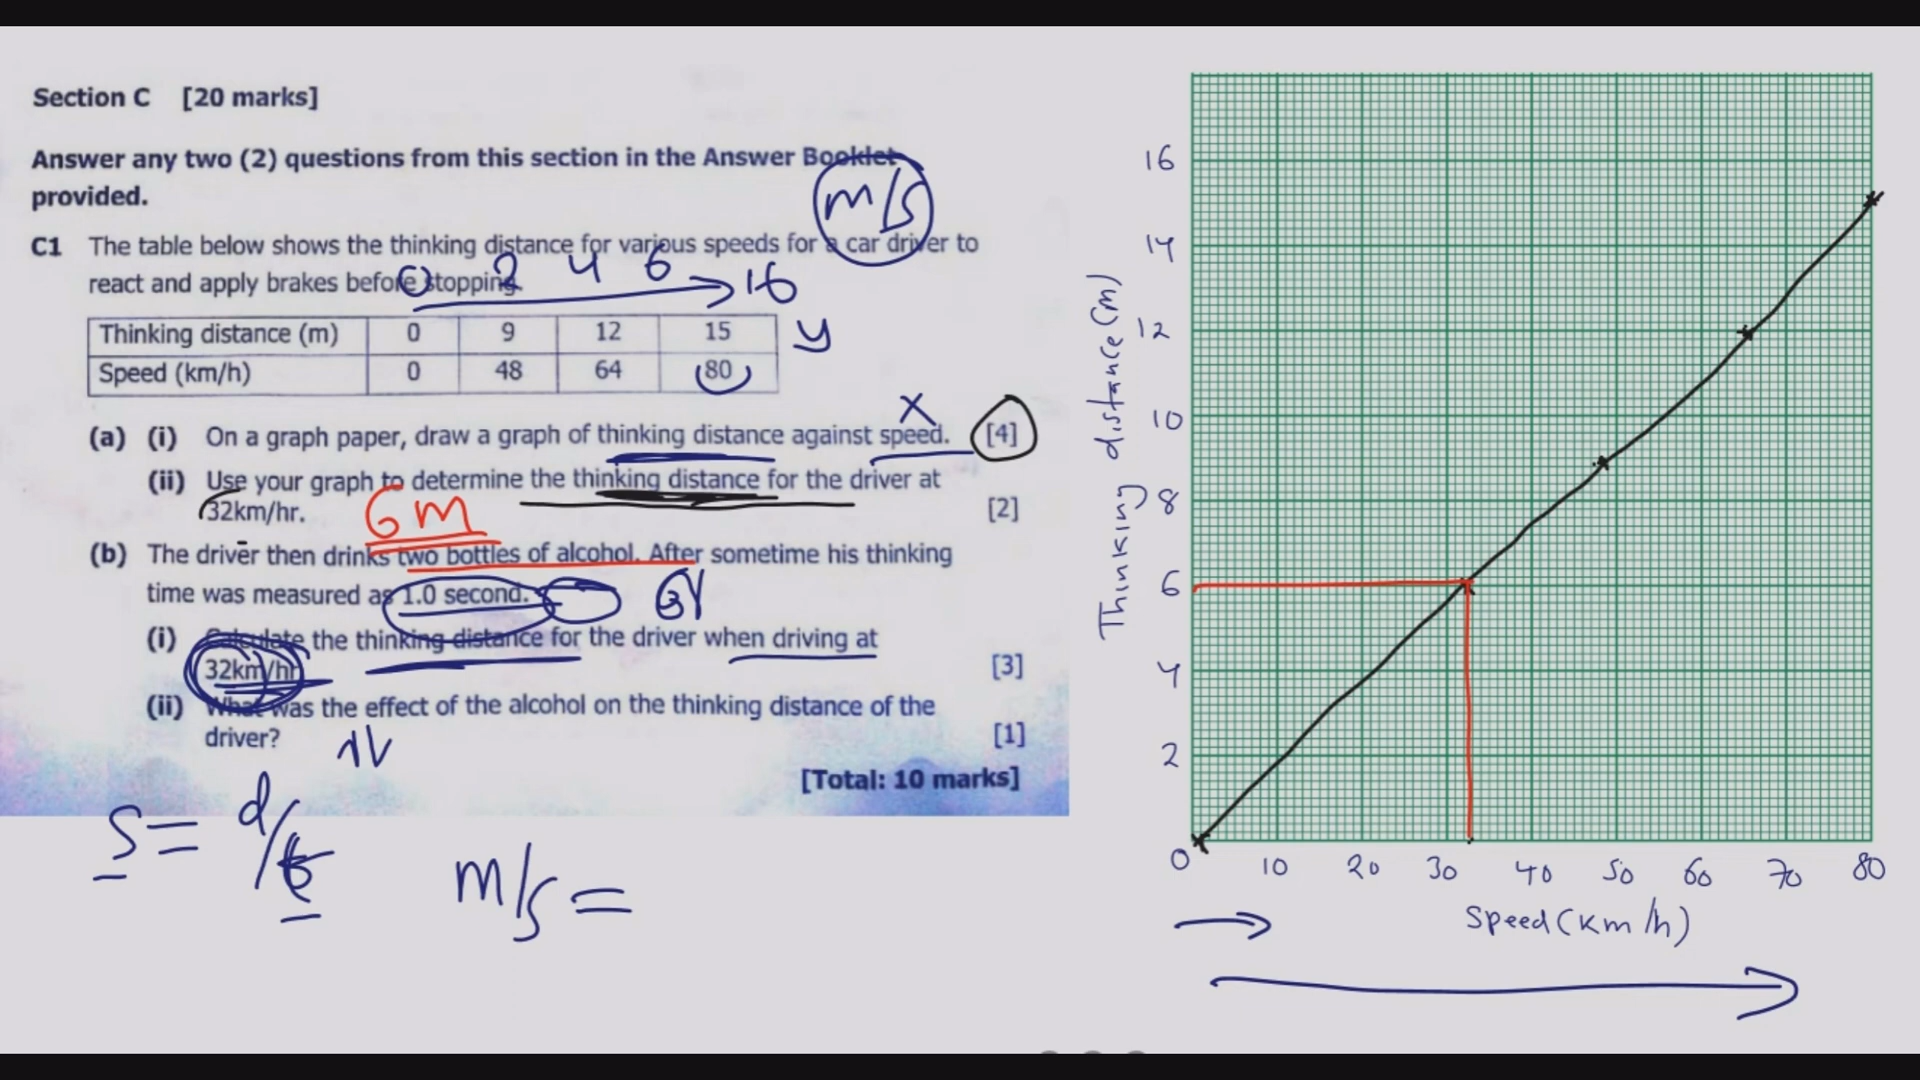 Section C [20 marks]
Answer any two (2) questions from this section in the Answer Booklet
provided.
m/s
C1 The table below shows the thinking distance for various speeds for a car driver to
react and apply brakes before stopping.
0 2 4 6 16
Thinking distance (m) 0 9 12 15 y
Speed (km/h) 0 48 64 80
x
(a) (i) On a graph paper, draw a graph of thinking distance against speed. [4]
(ii) Use your graph to determine the thinking distance for the driver at
32km/hr. [2]
6m
(b) The driver then drinks two bottles of alcohol. After sometime his thinking
time was measured as 1.0 second.
(i) Calculate the thinking distance for the driver when driving at
32km/hr [3]
(ii) What was the effect of the alcohol on the thinking distance of the
driver? [1]
[Total: 10 marks]
s = d/t
m/s =
Thinking distance (m)
16
14
12
10
8
6
4
2
0 10 20 30 40 50 60 70 80
Speed (km/h)